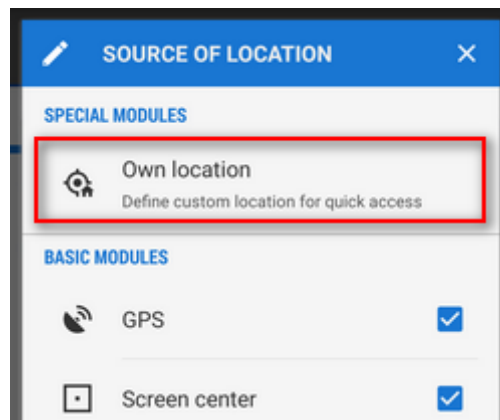 SOURCE OF LOCATION
SPECIAL MODULES
Own location
Define custom location for quick access
BASIC MODULES
GPS
Screen center